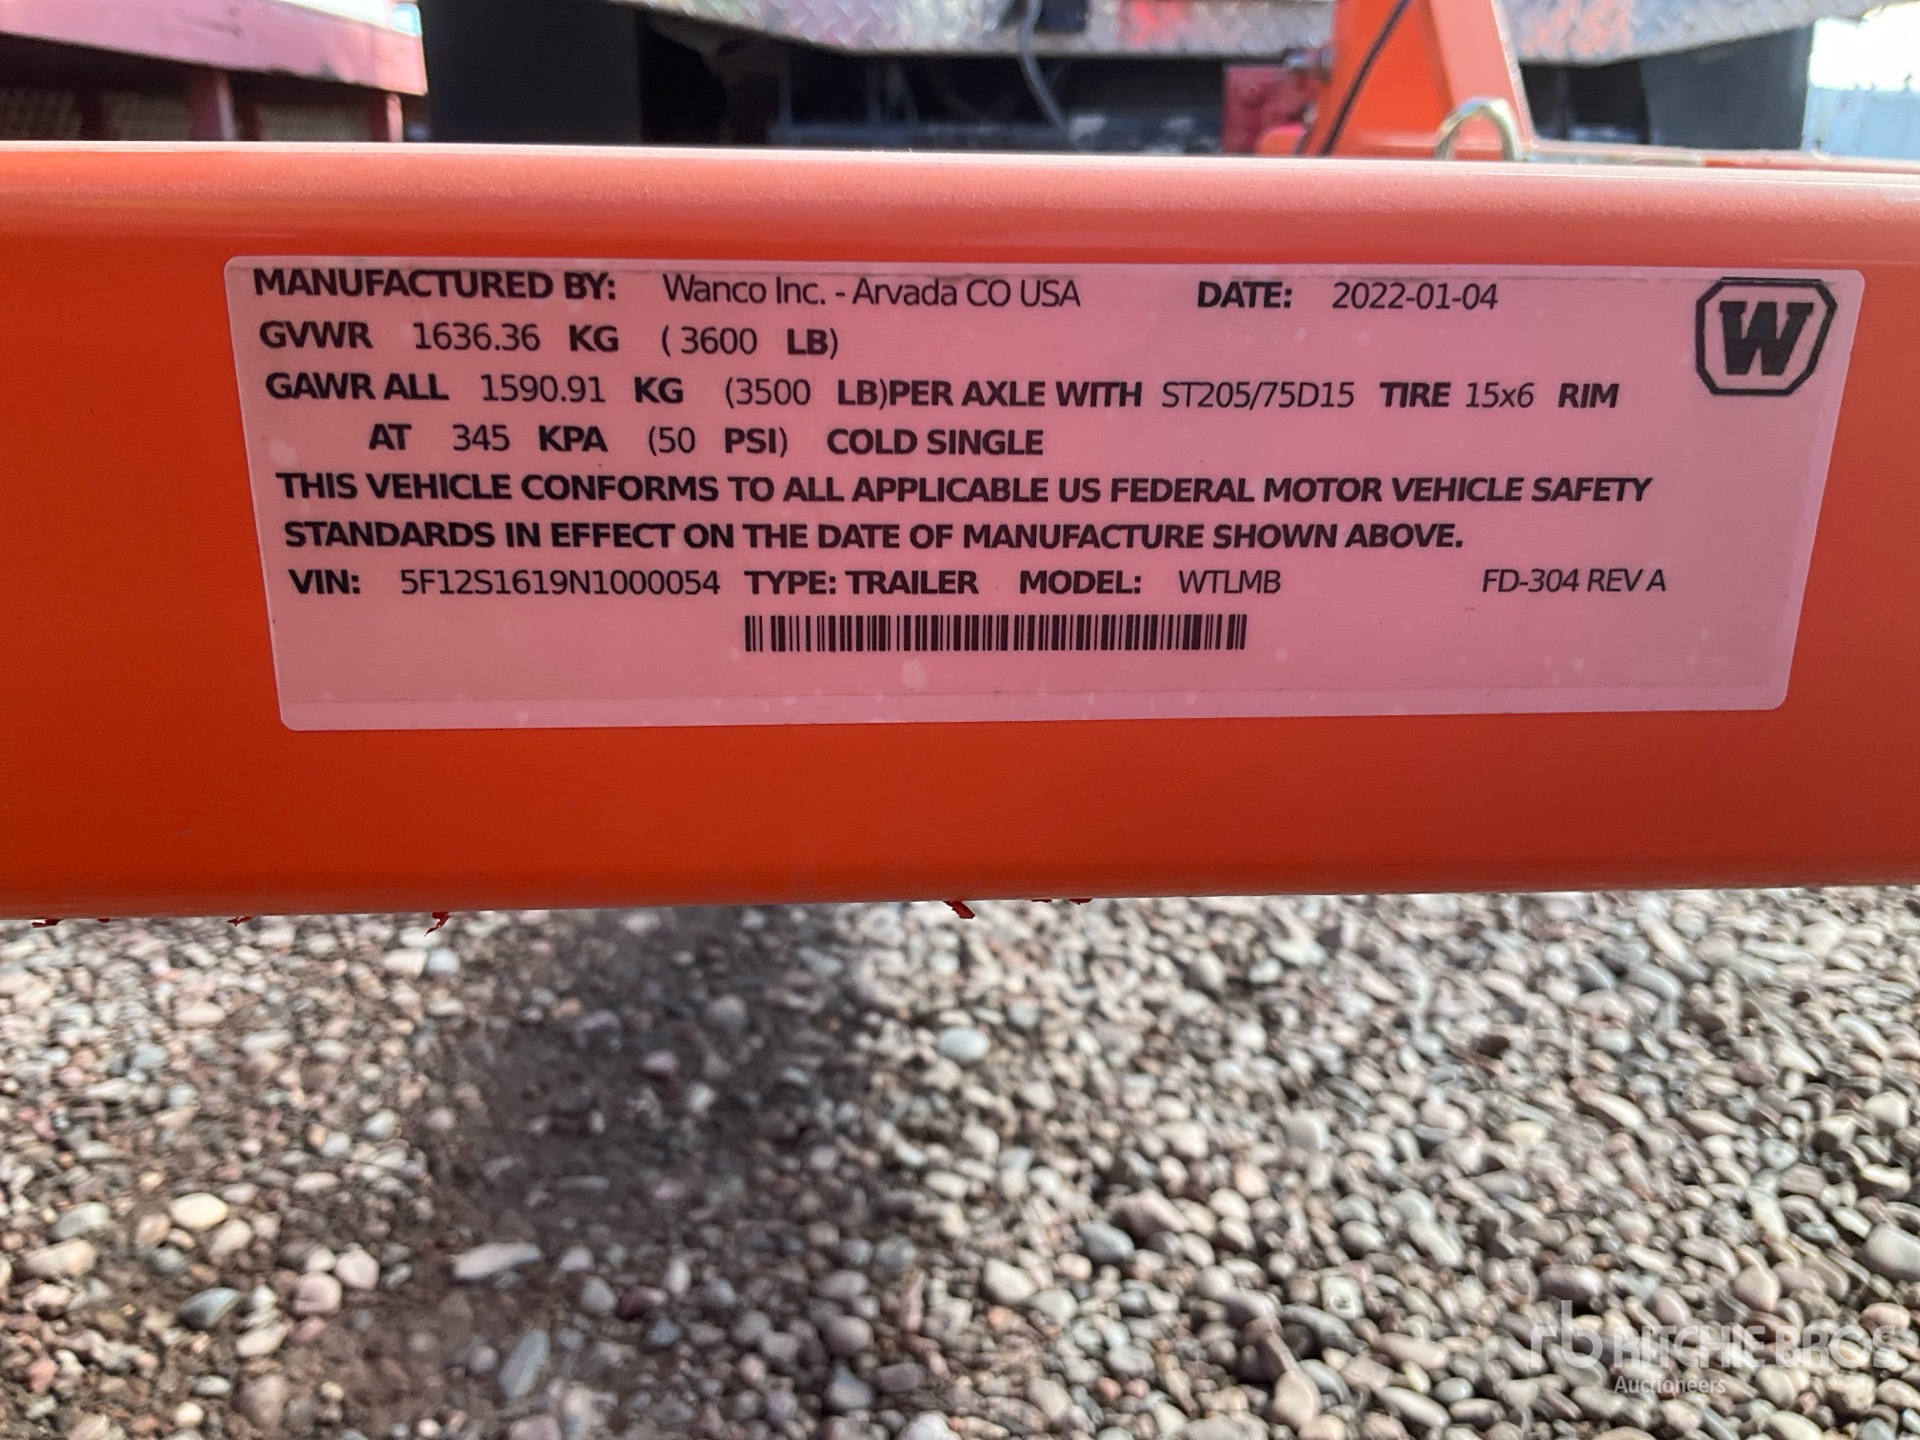 MANUFACTURED BY: Wanco Inc. - Arvada CO USA DATE: 2022-01-04 W
GVWR 1636.36 KG ( 3600 LB)
GAWR ALL 1590.91 KG (3500 LB)PER AXLE WITH ST205/75D15 TIRE 15x6 RIM
AT 345 KPA (50 PSI) COLD SINGLE
THIS VEHICLE CONFORMS TO ALL APPLICABLE US FEDERAL MOTOR VEHICLE SAFETY
STANDARDS IN EFFECT ON THE DATE OF MANUFACTURE SHOWN ABOVE.
VIN: 5F12S1619N1000054 TYPE: TRAILER MODEL: WTLMB FD-304 REV A
rb RITCHIE BROS
Auctioneers